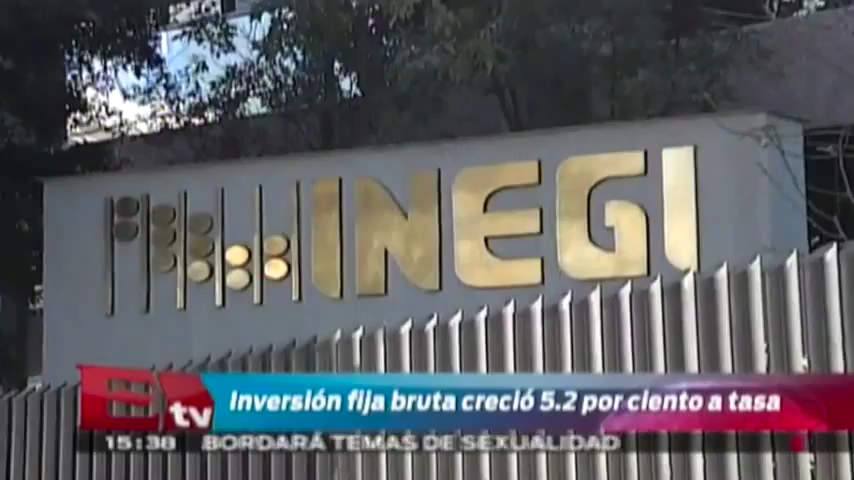 INEGI
E tv
Inversión fija bruta creció 5.2 por ciento a tasa
15:38 BORDARÁ TEMAS DE SEXUALIDAD